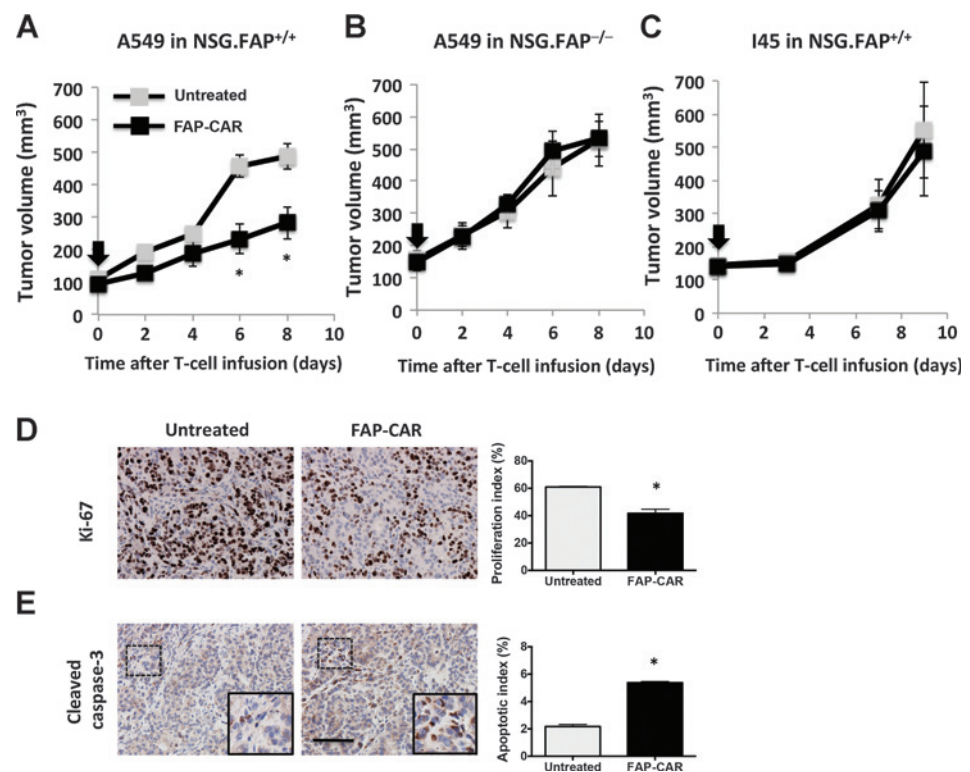 A
A549 in NSG.FAP+/+
Tumor volume (mm³)
700
600
500
400
300
200
100
0
Untreated
FAP-CAR
*
*
0
2
4
6
8
10
Time after T-cell infusion (days)
B
A549 in NSG.FAP−/−
Tumor volume (mm³)
700
600
500
400
300
200
100
0
0
2
4
6
8
10
Time after T-cell infusion (days)
C
I45 in NSG.FAP+/+
Tumor volume (mm³)
700
600
500
400
300
200
100
0
0
2
4
6
8
10
Time after T-cell infusion (days)
D
Untreated
FAP-CAR
Ki-67
Proliferation index (%)
80
60
40
20
0
*
Untreated
FAP-CAR
E
Cleaved
caspase-3
Apoptotic index (%)
8
6
4
2
0
*
Untreated
FAP-CAR